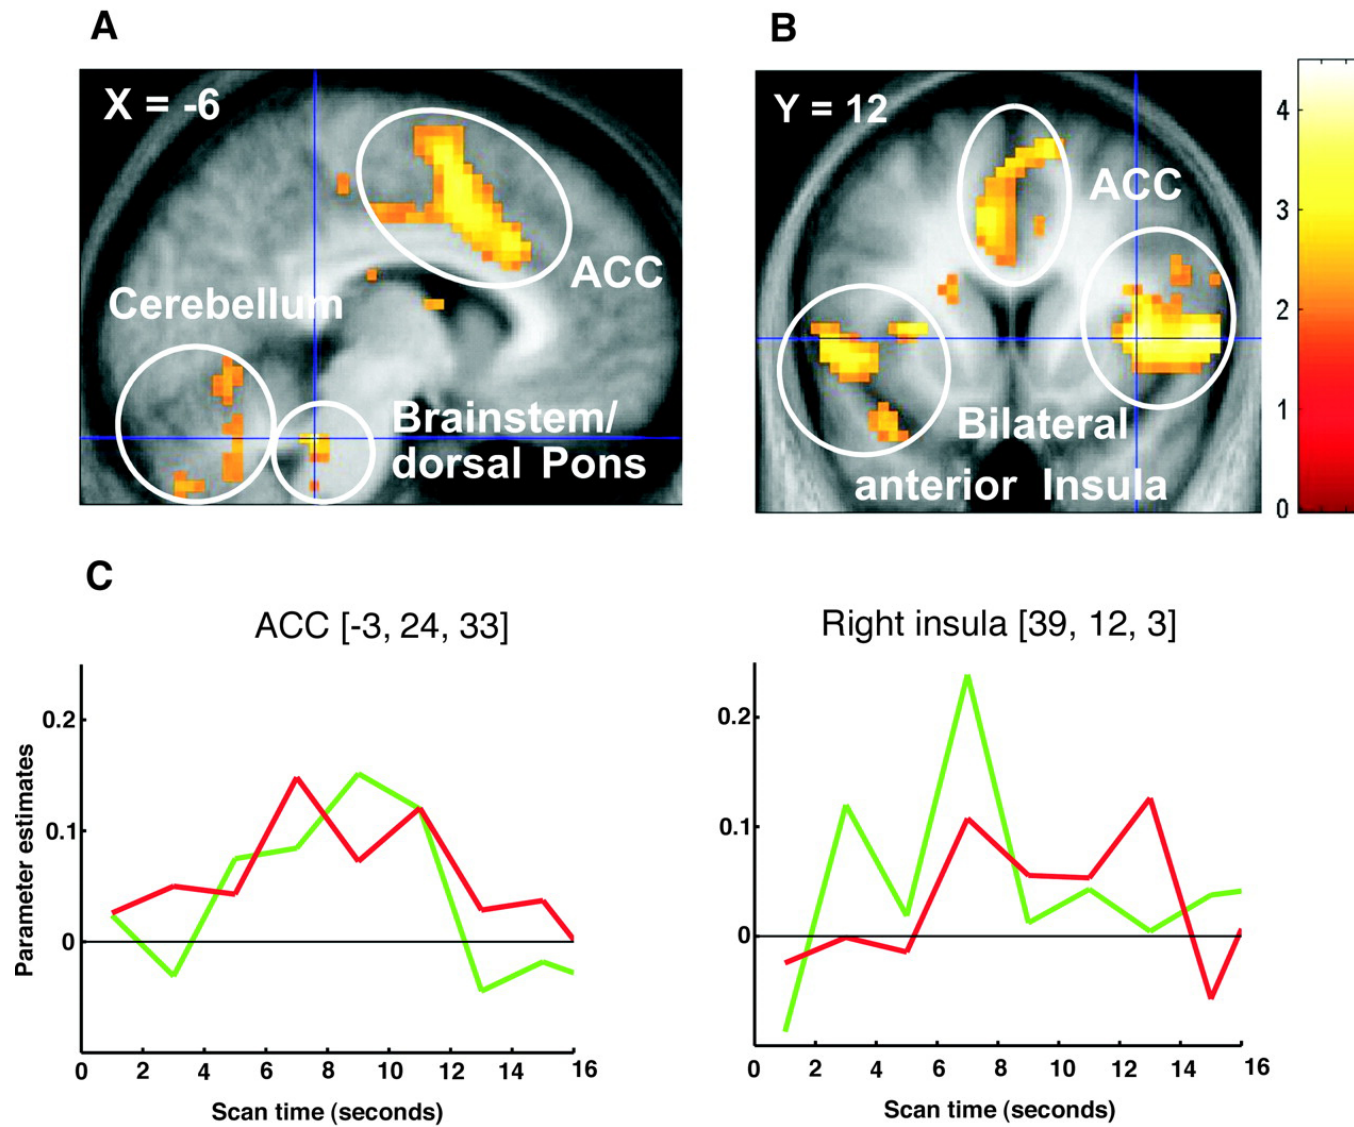 A
B
X = -6
ACC
Cerebellum
Brainstem/
dorsal Pons
Y = 12
ACC
Bilateral
anterior Insula
4
3
2
1
0
C
ACC [-3, 24, 33]
Parameter estimates
0.2
0.1
0
0 2 4 6 8 10 12 14 16
Scan time (seconds)
Right insula [39, 12, 3]
0.2
0.1
0
0 2 4 6 8 10 12 14 16
Scan time (seconds)